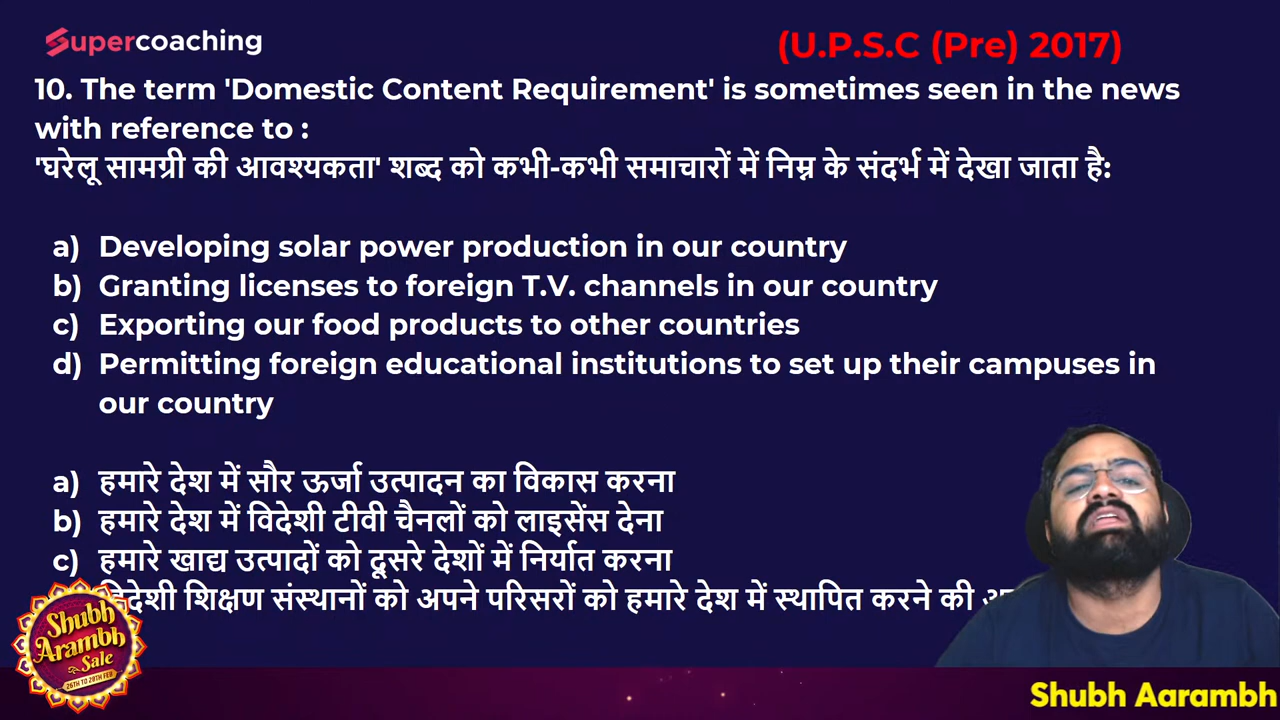 Supercoaching
(U.P.S.C (Pre) 2017)
10. The term 'Domestic Content Requirement' is sometimes seen in the news
with reference to :
'घरेलू सामग्री की आवश्यकता' शब्द को कभी-कभी समाचारों में निम्न के संदर्भ में देखा जाता है:
a) Developing solar power production in our country
b) Granting licenses to foreign T.V. channels in our country
c) Exporting our food products to other countries
d) Permitting foreign educational institutions to set up their campuses in
our country
a) हमारे देश में सौर ऊर्जा उत्पादन का विकास करना
b) हमारे देश में विदेशी टीवी चैनलों को लाइसेंस देना
c) हमारे खाद्य उत्पादों को दूसरे देशों में निर्यात करना
शिक्षण संस्थानों को अपने परिसरों को हमारे देश में स्थापित करने की
Shubh
Arambh
Sale
26TH TO 28TH FEB
Shubh Aarambh